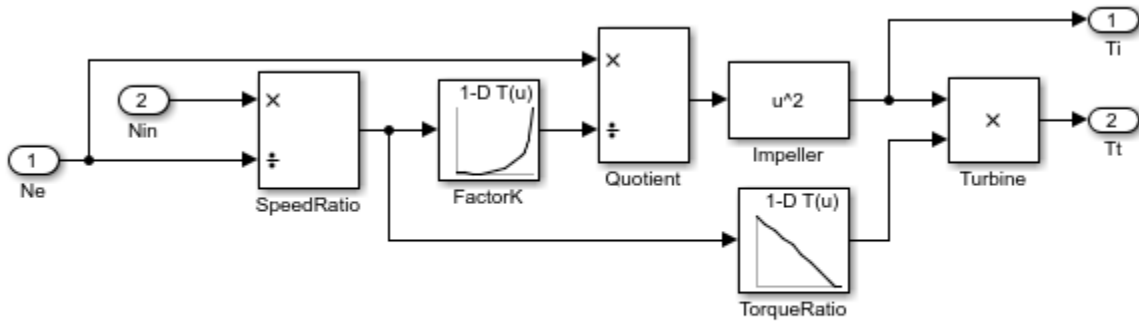 1
Ne
2
Nin
×
÷
SpeedRatio
1-D T(u)
FactorK
×
÷
Quotient
u^2
Impeller
1-D T(u)
TorqueRatio
×
Turbine
1
Ti
2
Tt